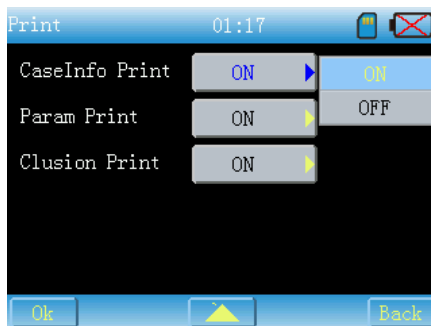 Print 01:17
CaseInfo Print ON ON
OFF
Param Print ON
Clusion Print ON
Ok Back